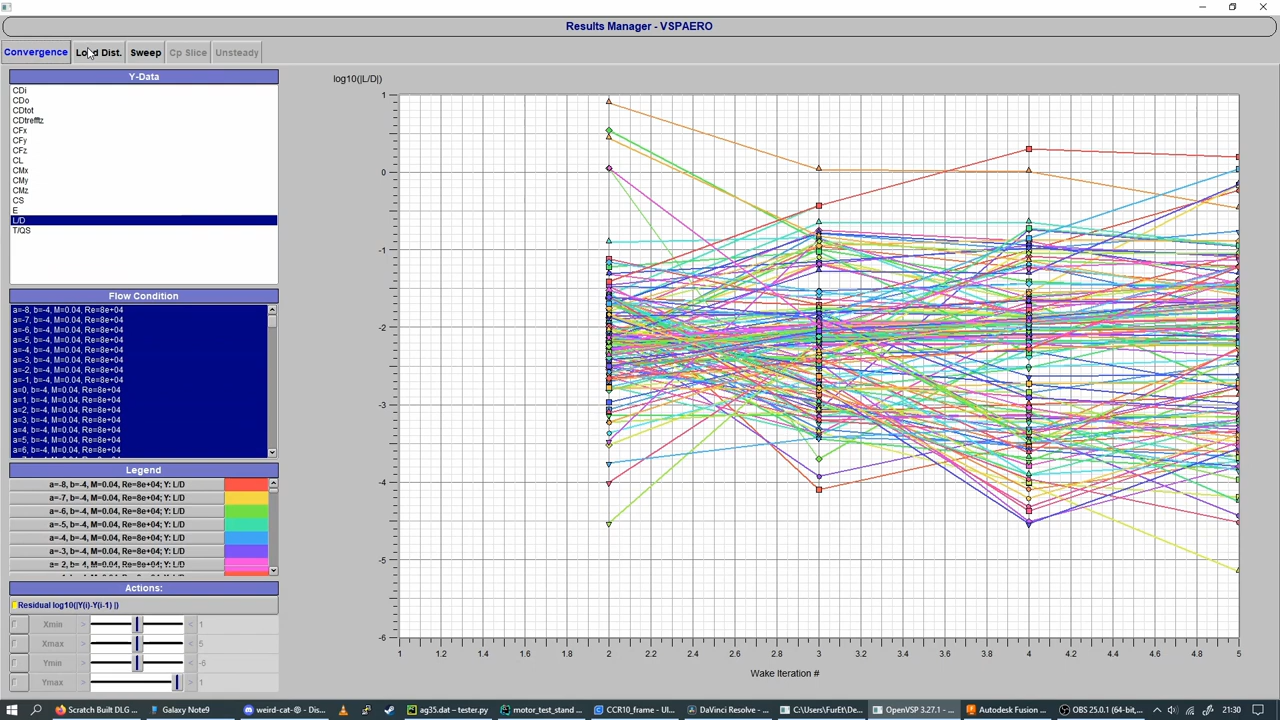 Results Manager - VSPAERO
Convergence
Load Dist.
Sweep
Cp Slice
Unsteady
Y-Data
CDi
CDo
CDtot
CDtrefftz
CFx
CFy
CFz
CL
CMx
CMy
CMz
CS
E
L/D
T/QS
Flow Condition
a=-8, b=-4, M=0.04, Re=8e+04
a=-7, b=-4, M=0.04, Re=8e+04
a=-6, b=-4, M=0.04, Re=8e+04
a=-5, b=-4, M=0.04, Re=8e+04
a=-4, b=-4, M=0.04, Re=8e+04
a=-3, b=-4, M=0.04, Re=8e+04
a=-2, b=-4, M=0.04, Re=8e+04
a=-1, b=-4, M=0.04, Re=8e+04
a=0, b=-4, M=0.04, Re=8e+04
a=1, b=-4, M=0.04, Re=8e+04
a=2, b=-4, M=0.04, Re=8e+04
a=3, b=-4, M=0.04, Re=8e+04
a=4, b=-4, M=0.04, Re=8e+04
a=5, b=-4, M=0.04, Re=8e+04
a=6, b=-4, M=0.04, Re=8e+04
Legend
a=-8, b=-4, M=0.04, Re=8e+04; Y: L/D
a=-7, b=-4, M=0.04, Re=8e+04; Y: L/D
a=-6, b=-4, M=0.04, Re=8e+04; Y: L/D
a=-5, b=-4, M=0.04, Re=8e+04; Y: L/D
a=-4, b=-4, M=0.04, Re=8e+04; Y: L/D
a=-3, b=-4, M=0.04, Re=8e+04; Y: L/D
a=-2, b=-4, M=0.04, Re=8e+04; Y: L/D
Actions:
Residual log10(|Y(i)-Y(i-1) |)
Xmin > < 1
Xmax > < 5
Ymin > < -6
Ymax > < 1
log10(|L/D|)
1
0
-1
-2
-3
-4
-5
-6
1 1.2 1.4 1.6 1.8 2 2.2 2.4 2.6 2.8 3 3.2 3.4 3.6 3.8 4 4.2 4.4 4.6 4.8 5
Wake Iteration #
Scratch Built DLG ...
Galaxy Note9
weird-cat-@ - Dis...
ag35.dat – tester.py
motor_test_stand ...
CCR10_frame - Ul...
DaVinci Resolve - ...
C:\Users\FurEt\De...
OpenVSP 3.27.1 - ...
Autodesk Fusion ...
OBS 25.0.1 (64-bit,...
21:30